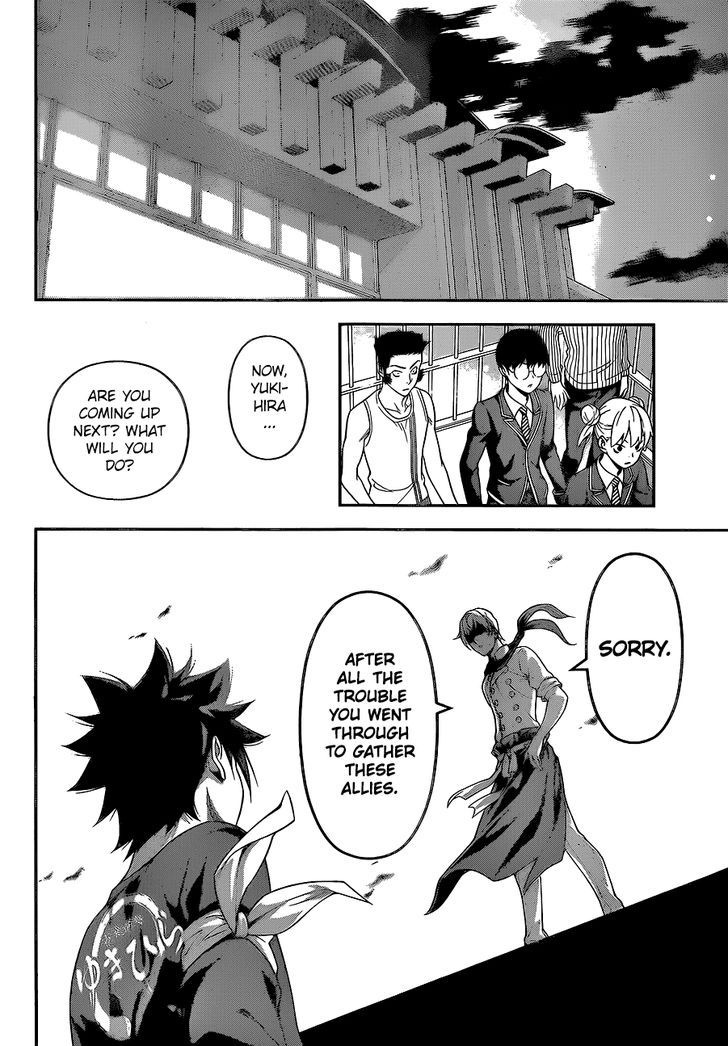 NOW,
YUKI-
HIRA
...
ARE YOU
COMING UP
NEXT? WHAT
WILL YOU
DO?
SORRY.
AFTER
ALL THE
TROUBLE
YOU WENT
THROUGH
TO GATHER
THESE
ALLIES.
ゆきひら